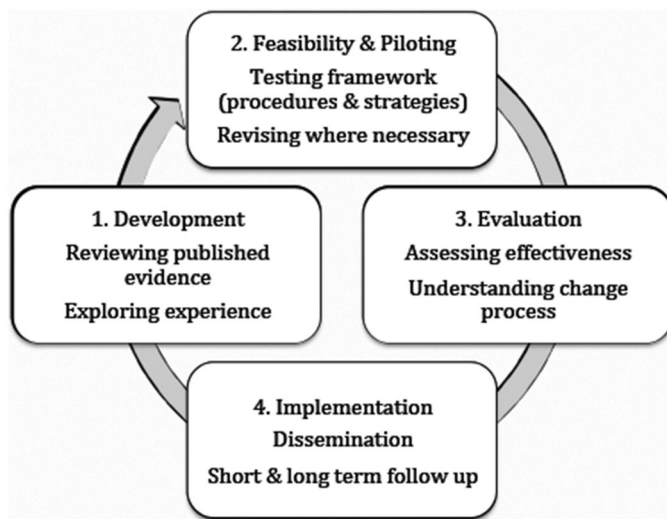 2. Feasibility & Piloting
Testing framework
(procedures & strategies)
Revising where necessary
1. Development
Reviewing published
evidence
Exploring experience
3. Evaluation
Assessing effectiveness
Understanding change
process
4. Implementation
Dissemination
Short & long term follow up